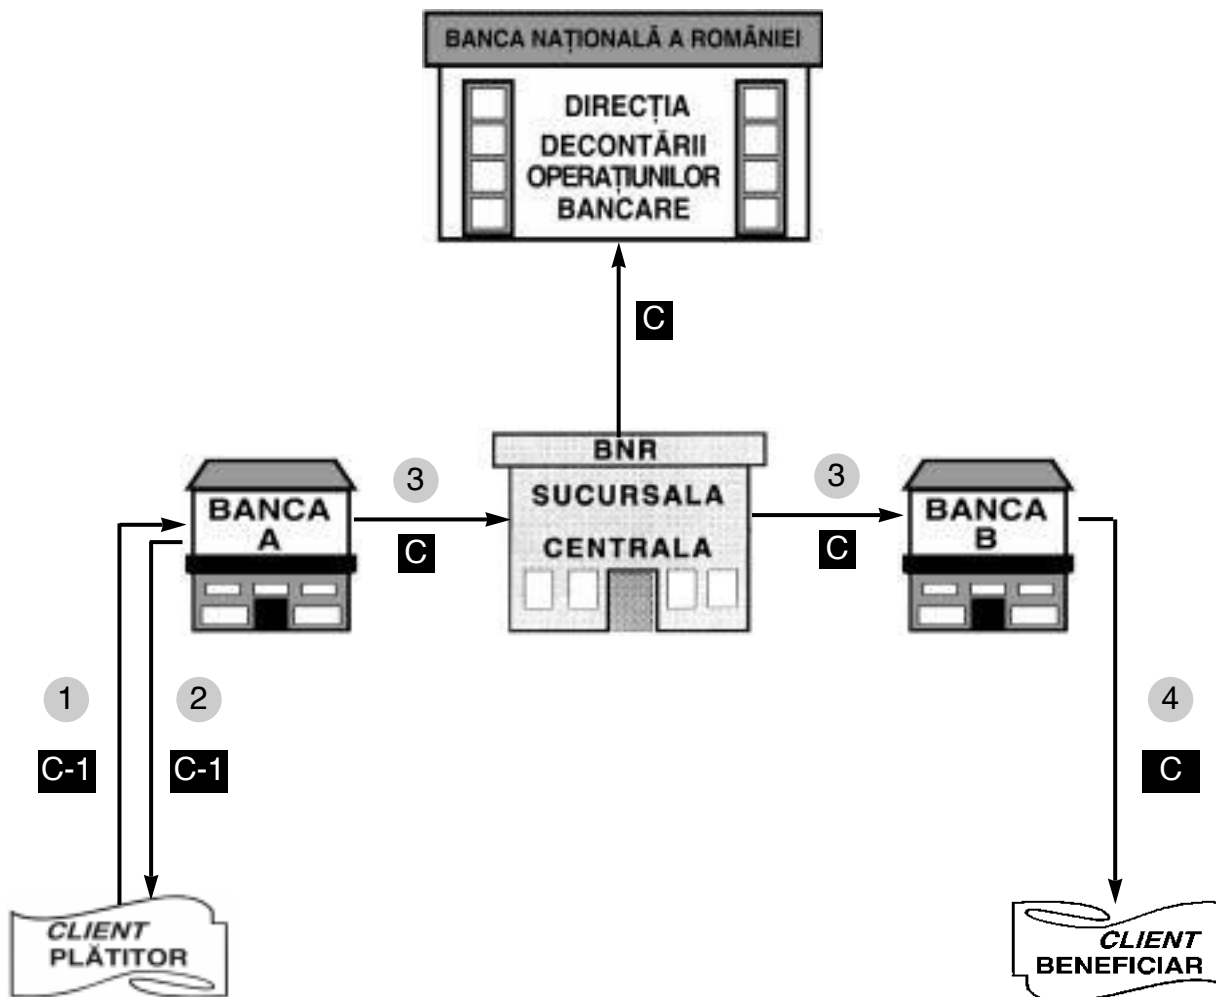 BANCA NAȚIONALĂ A ROMÂNIEI
DIRECȚIA
DECONTĂRII
OPERAȚIUNILOR
BANCARE
C
BNR
SUCURSALA
CENTRALA
3
C
3
C
BANCA
A
BANCA
B
1
C-1
2
C-1
4
C
CLIENT
PLĂTITOR
CLIENT
BENEFICIAR